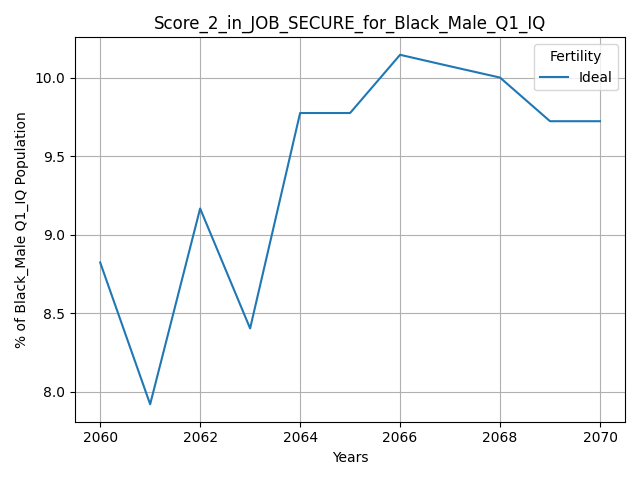 Score_2_in_JOB_SECURE_for_Black_Male_Q1_IQ
Fertility
Ideal
10.0
9.5
9.0
8.5
8.0
% of Black_Male Q1_IQ Population
2060 2062 2064 2066 2068 2070
Years